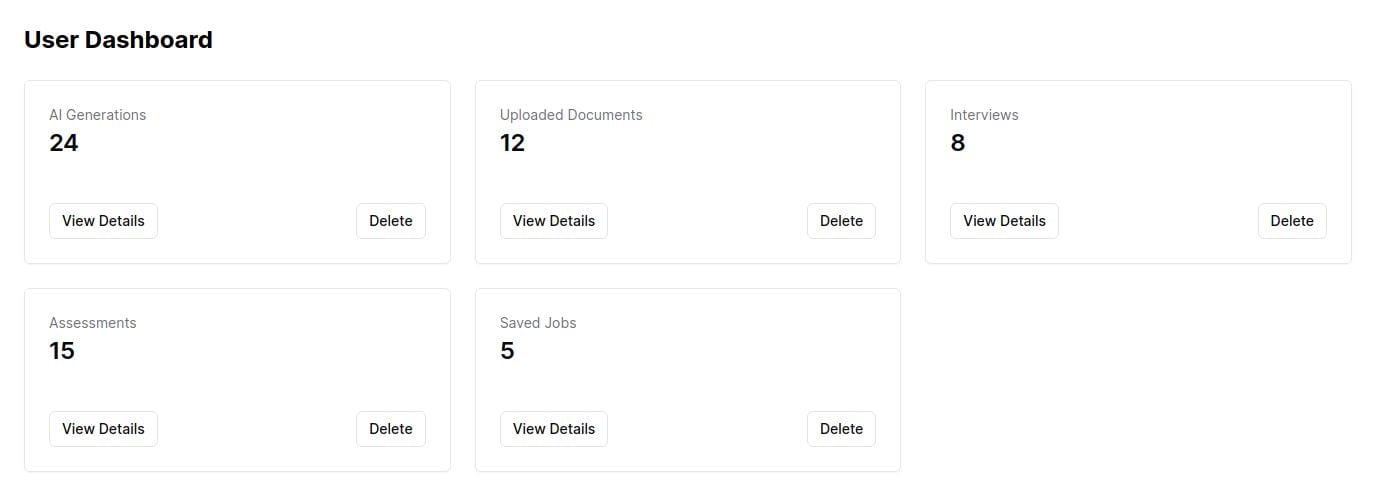 User Dashboard
AI Generations
24
View Details
Delete
Uploaded Documents
12
View Details
Delete
Interviews
8
View Details
Delete
Assessments
15
View Details
Delete
Saved Jobs
5
View Details
Delete